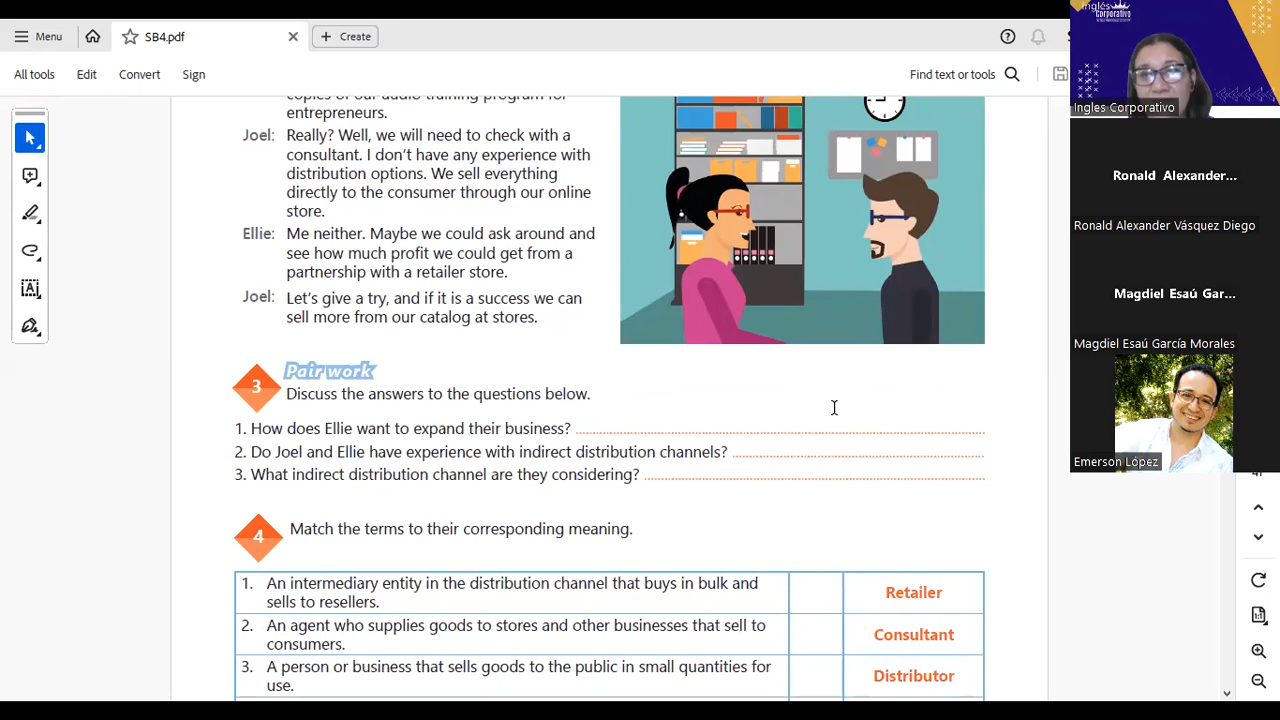 Menu
SB4.pdf
Create
All tools
Edit
Convert
Sign
Find text or tools
copies of our audio training program for
entrepreneurs.
Joel: Really? Well, we will need to check with a
consultant. I don't have any experience with
distribution options. We sell everything
directly to the consumer through our online
store.
Ellie: Me neither. Maybe we could ask around and
see how much profit we could get from a
partnership with a retailer store.
Joel: Let's give a try, and if it is a success we can
sell more from our catalog at stores.
3 Pair work
Discuss the answers to the questions below.
1. How does Ellie want to expand their business?
2. Do Joel and Ellie have experience with indirect distribution channels?
3. What indirect distribution channel are they considering?
4 Match the terms to their corresponding meaning.
1. An intermediary entity in the distribution channel that buys in bulk and
sells to resellers.
Retailer
2. An agent who supplies goods to stores and other businesses that sell to
consumers.
Consultant
3. A person or business that sells goods to the public in small quantities for
use.
Distributor
Inglés
Corporativo
Ingles Corporativo
Ronald Alexander...
Ronald Alexander Vásquez Diego
Magdiel Esaú Gar...
Magdiel Esaú García Morales
Emerson López